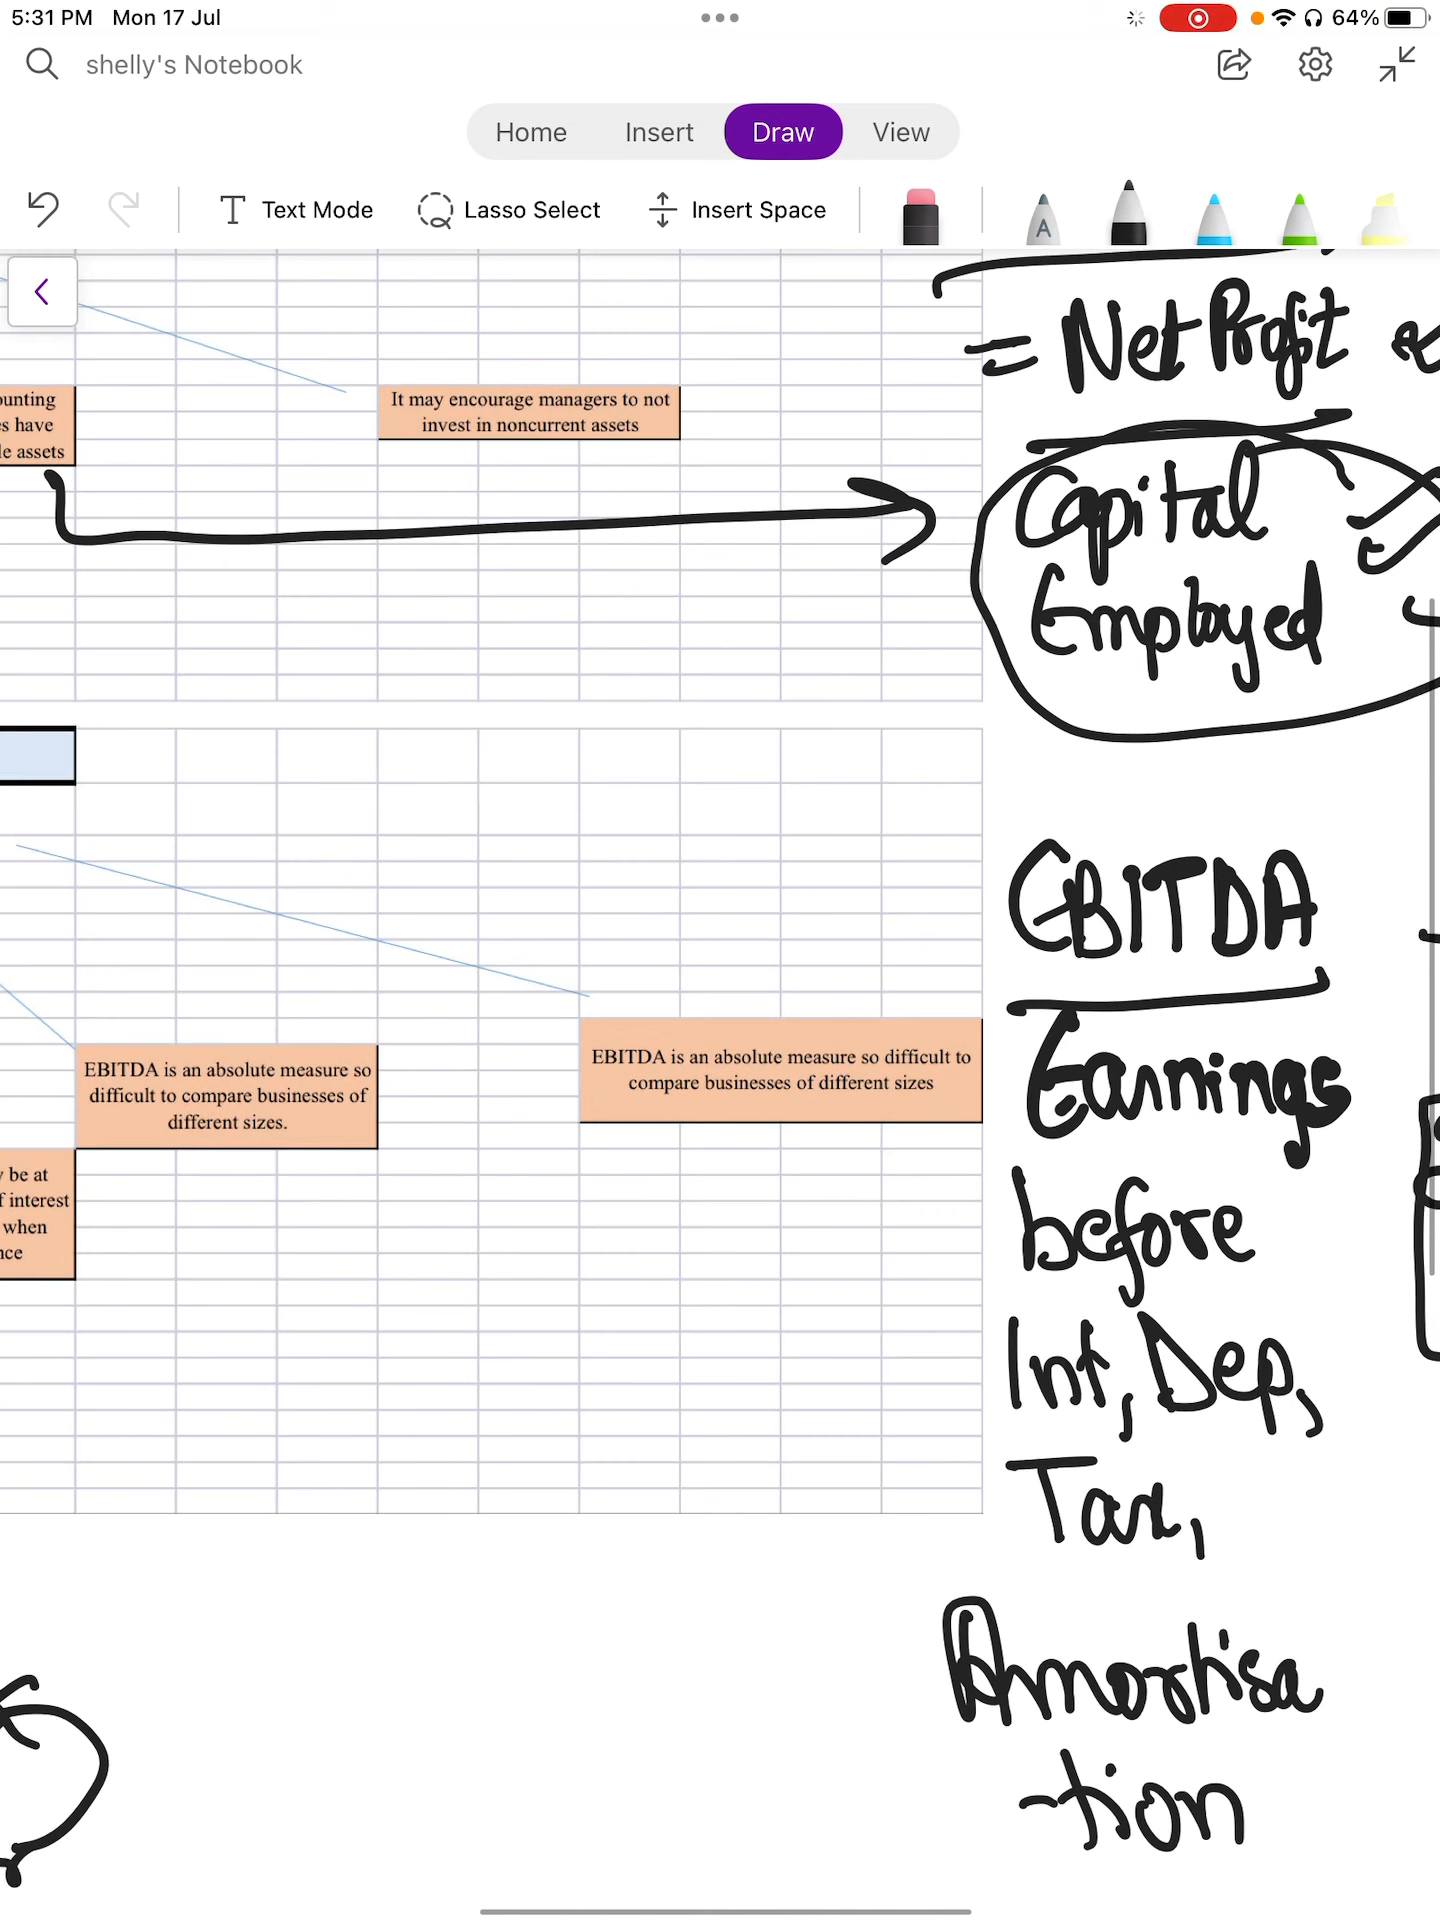 5:31 PM Mon 17 Jul
64%
shelly's Notebook
Home Insert Draw View
Text Mode Lasso Select Insert Space
A
ounting
s have
le assets
It may encourage managers to not
invest in noncurrent assets
= Net Profit
Capital
Employed
EBITDA is an absolute measure so
difficult to compare businesses of
different sizes.
EBITDA is an absolute measure so difficult to
compare businesses of different sizes
be at
f interest
when
nce
EBITDA
Earnings
before
Int, Dep,
Tax,
Amortisa
-tion